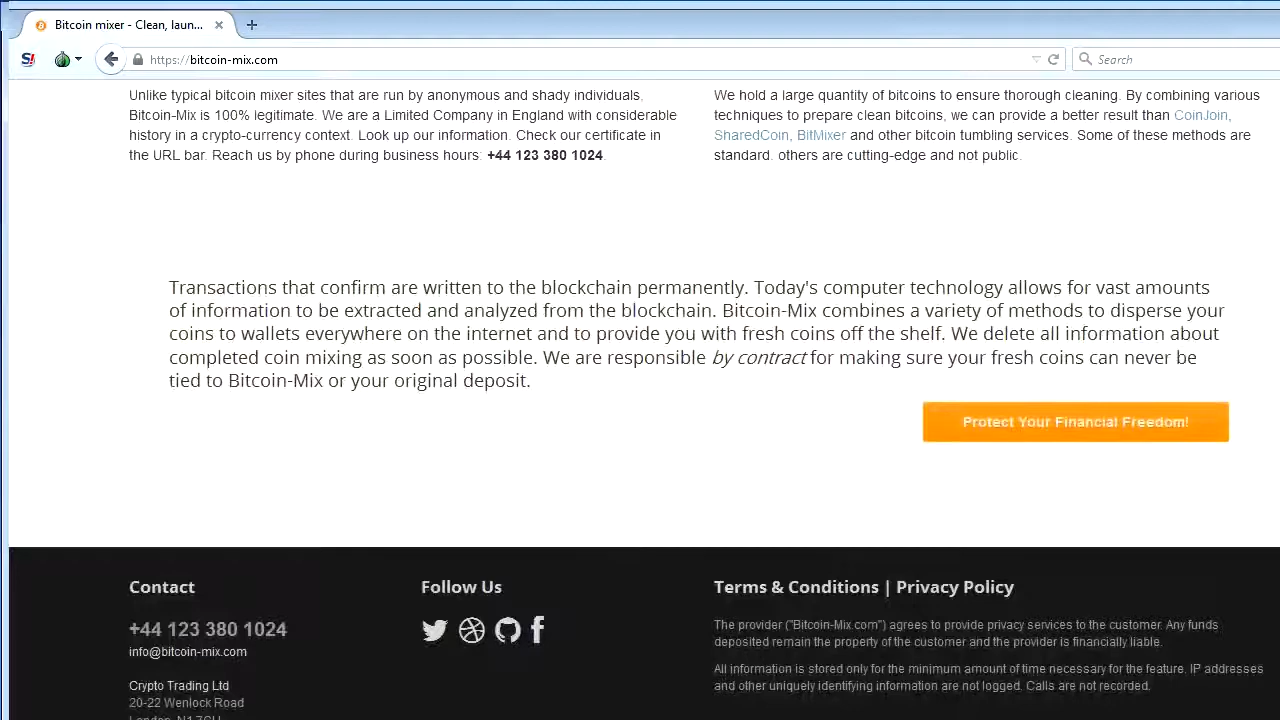 Bitcoin mixer - Clean, laun...
https://bitcoin-mix.com
Search
Unlike typical bitcoin mixer sites that are run by anonymous and shady individuals,
Bitcoin-Mix is 100% legitimate. We are a Limited Company in England with considerable
history in a crypto-currency context. Look up our information. Check our certificate in
the URL bar. Reach us by phone during business hours: +44 123 380 1024.
We hold a large quantity of bitcoins to ensure thorough cleaning. By combining various
techniques to prepare clean bitcoins, we can provide a better result than CoinJoin,
SharedCoin, BitMixer and other bitcoin tumbling services. Some of these methods are
standard. others are cutting-edge and not public.
Transactions that confirm are written to the blockchain permanently. Today's computer technology allows for vast amounts
of information to be extracted and analyzed from the blockchain. Bitcoin-Mix combines a variety of methods to disperse your
coins to wallets everywhere on the internet and to provide you with fresh coins off the shelf. We delete all information about
completed coin mixing as soon as possible. We are responsible by contract for making sure your fresh coins can never be
tied to Bitcoin-Mix or your original deposit.
Protect Your Financial Freedom!
Contact
+44 123 380 1024
info@bitcoin-mix.com
Crypto Trading Ltd
20-22 Wenlock Road
Follow Us
Terms & Conditions | Privacy Policy
The provider ("Bitcoin-Mix.com") agrees to provide privacy services to the customer. Any funds
deposited remain the property of the customer and the provider is financially liable.
All information is stored only for the minimum amount of time necessary for the feature. IP addresses
and other uniquely identifying information are not logged. Calls are not recorded.